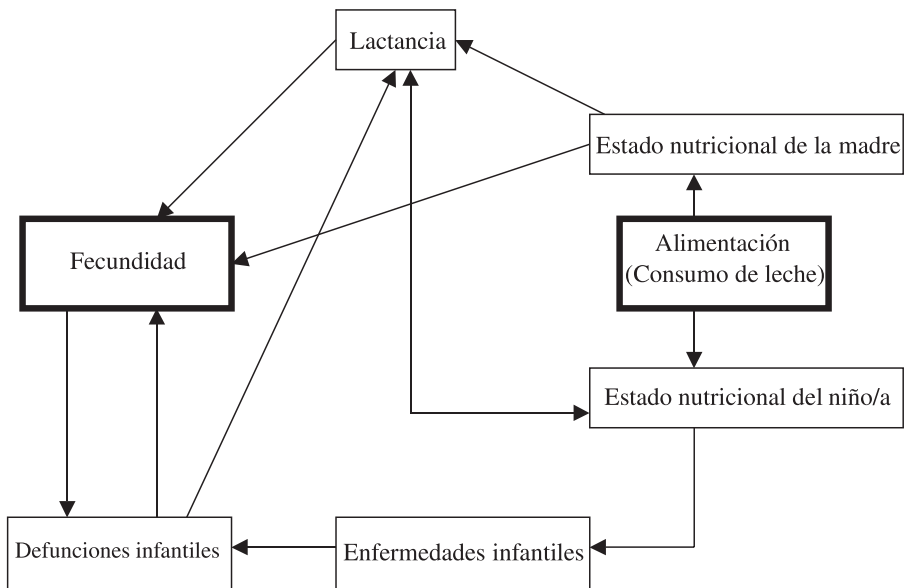 Lactancia
Estado nutricional de la madre
Fecundidad
Alimentación
(Consumo de leche)
Estado nutricional del niño/a
Defunciones infantiles
Enfermedades infantiles